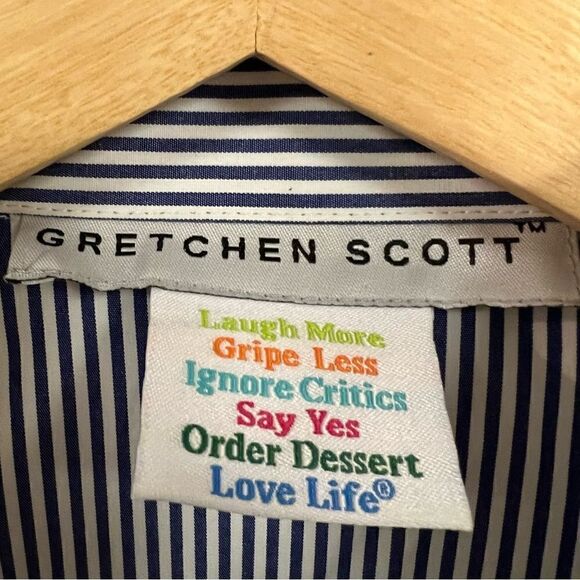 GRETCHEN SCOTT™
Laugh More
Gripe Less
Ignore Critics
Say Yes
Order Dessert
Love Life®